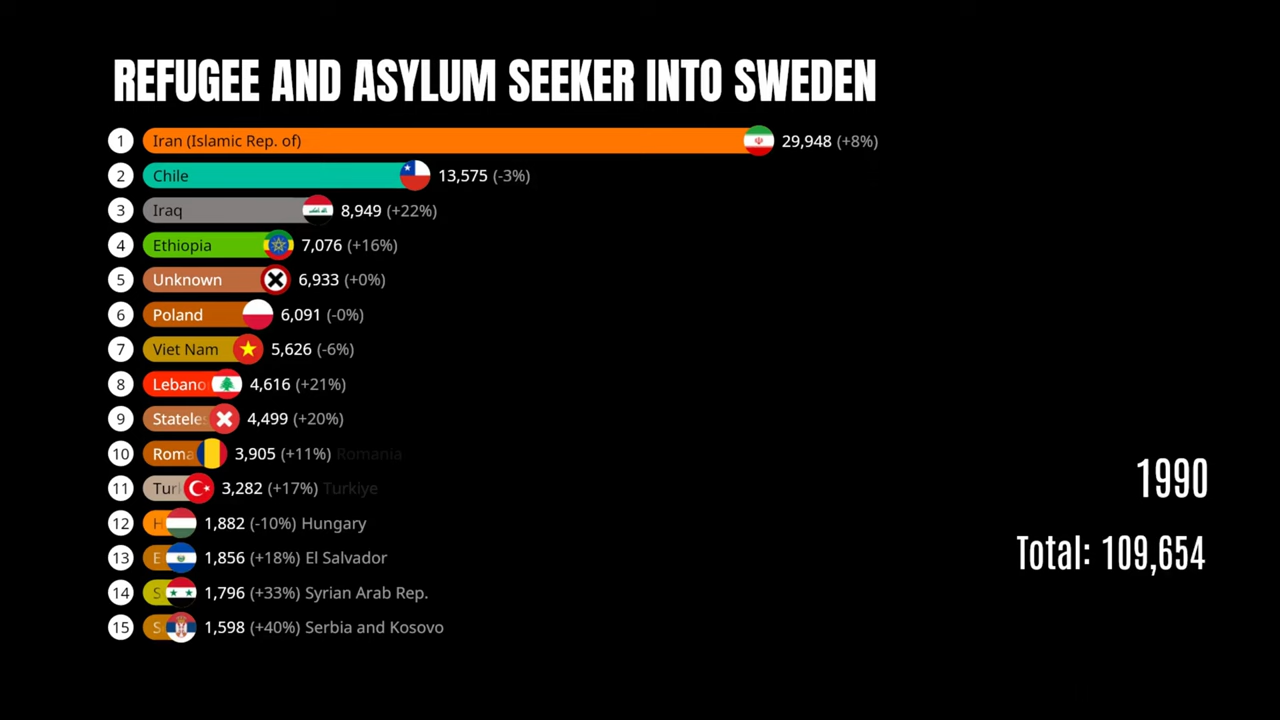 REFUGEE AND ASYLUM SEEKER INTO SWEDEN
1 Iran (Islamic Rep. of) 29,948 (+8%)
2 Chile 13,575 (-3%)
3 Iraq 8,949 (+22%)
4 Ethiopia 7,076 (+16%)
5 Unknown 6,933 (+0%)
6 Poland 6,091 (-0%)
7 Viet Nam 5,626 (-6%)
8 Lebano 4,616 (+21%)
9 Stateles 4,499 (+20%)
10 Roma 3,905 (+11%) Romania
11 Turl 3,282 (+17%) Turkiye
12 H 1,882 (-10%) Hungary
13 E 1,856 (+18%) El Salvador
14 S 1,796 (+33%) Syrian Arab Rep.
15 S 1,598 (+40%) Serbia and Kosovo
1990
Total: 109,654